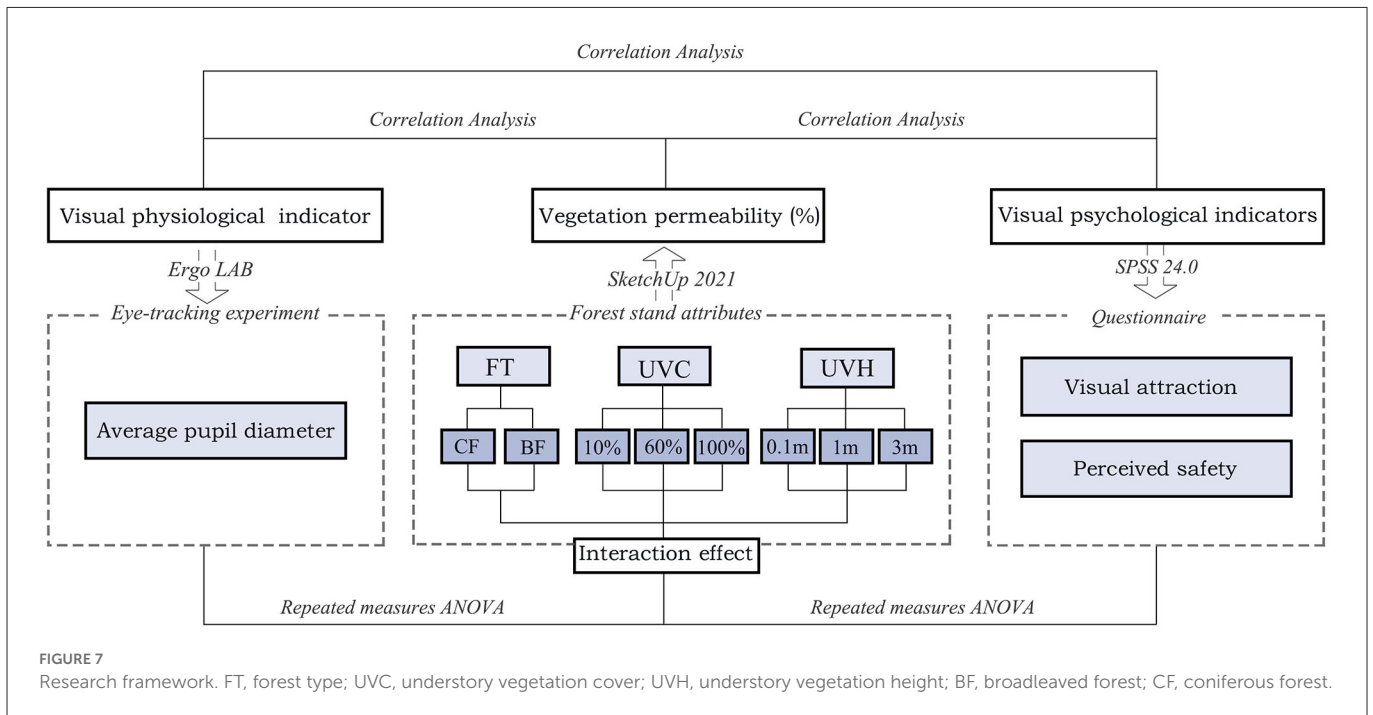 Correlation Analysis
Correlation Analysis Correlation Analysis
Visual physiological indicator Vegetation permeability (%) Visual psychological indicators
Ergo LAB SketchUp 2021 SPSS 24.0
Eye-tracking experiment Forest stand attributes Questionnaire
FT UVC UVH
Visual attraction
Average pupil diameter
CF BF 10% 60% 100% 0.1m 1m 3m
Perceived safety
Interaction effect
Repeated measures ANOVA Repeated measures ANOVA
FIGURE 7
Research framework. FT, forest type; UVC, understory vegetation cover; UVH, understory vegetation height; BF, broadleaved forest; CF, coniferous forest.